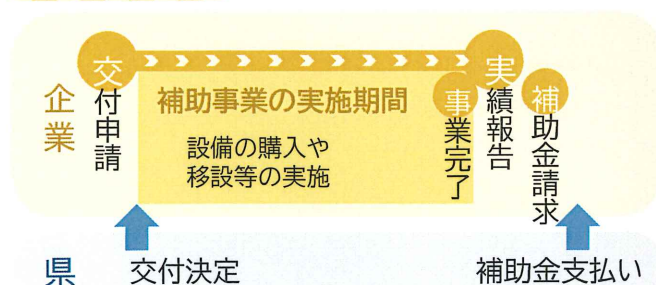 企業
交付申請
補助事業の実施期間
設備の購入や
移設等の実施
事業完了
実績報告
補助金請求
県
交付決定
補助金支払い